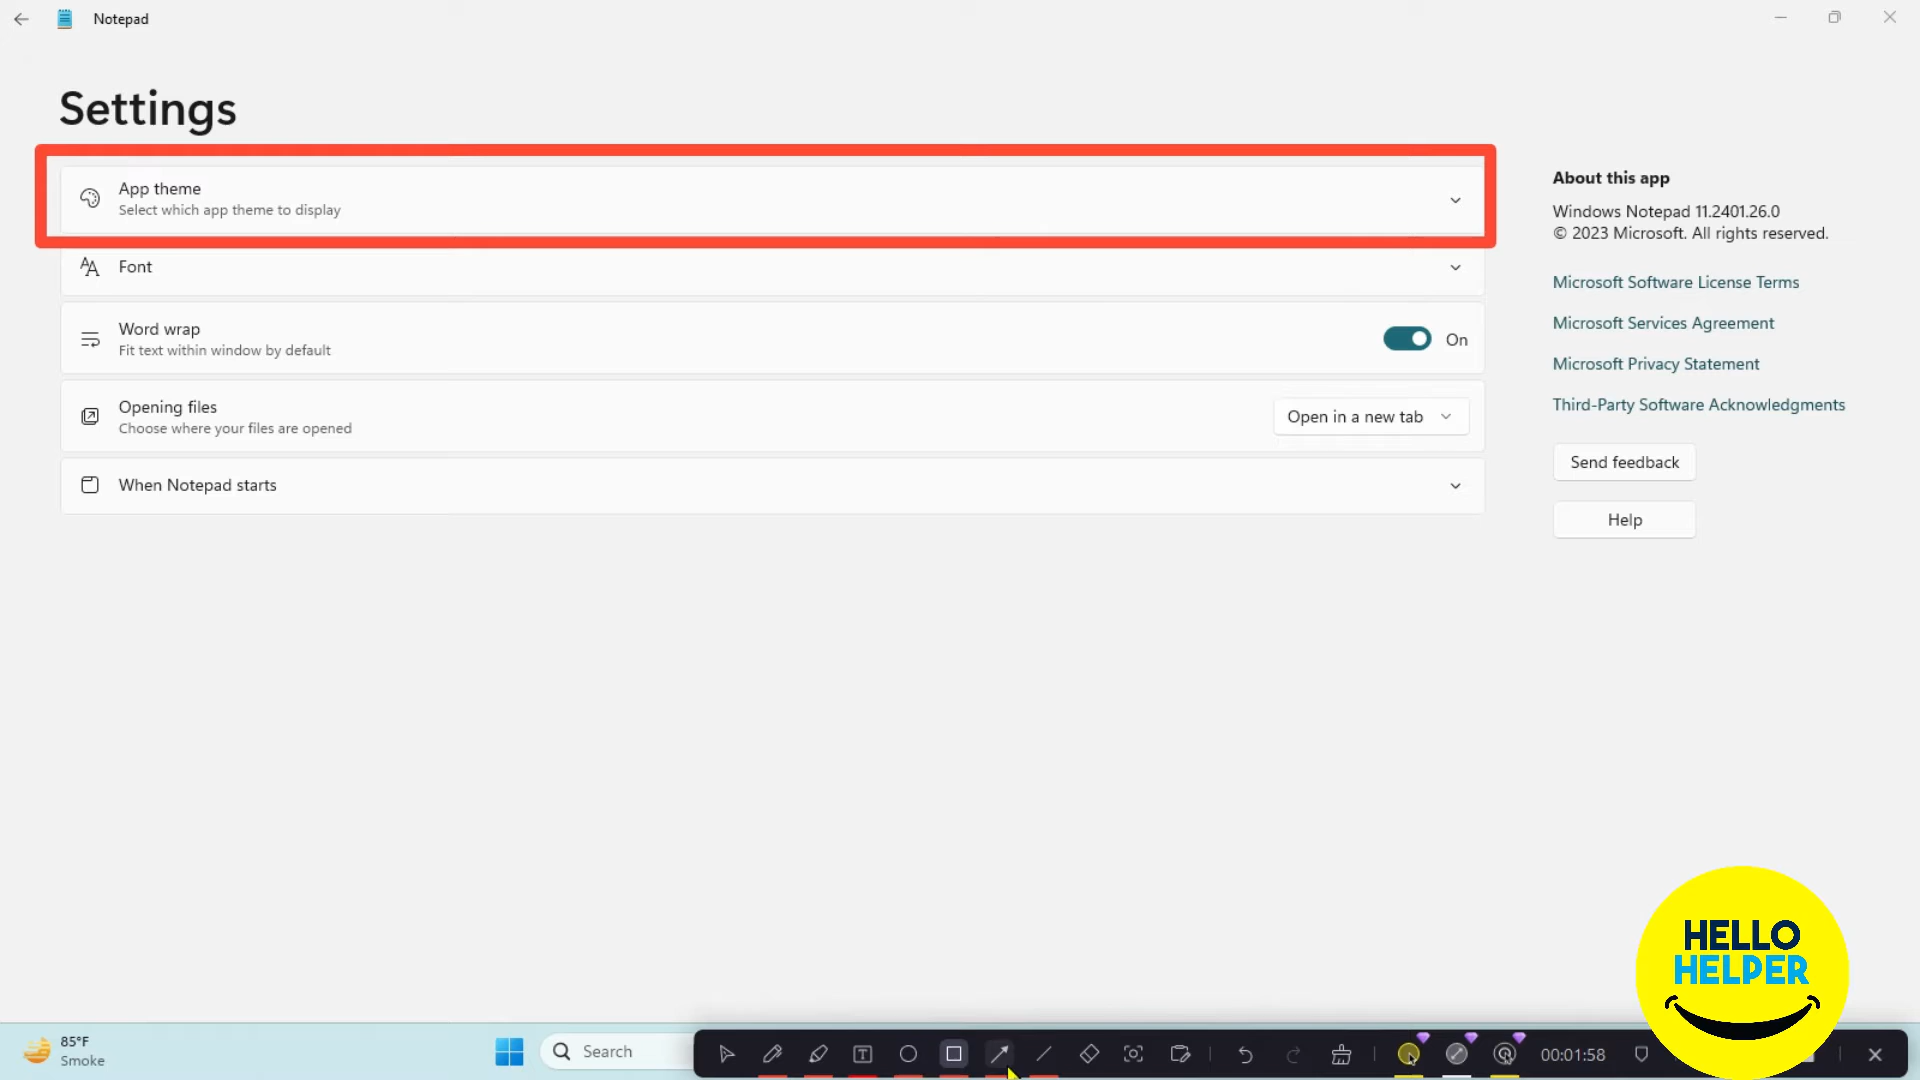 Notepad
Settings
App theme
Select which app theme to display
Font
Word wrap
Fit text within window by default
On
Opening files
Choose where your files are opened
Open in a new tab
When Notepad starts
About this app
Windows Notepad 11.2401.26.0
© 2023 Microsoft. All rights reserved.
Microsoft Software License Terms
Microsoft Services Agreement
Microsoft Privacy Statement
Third-Party Software Acknowledgments
Send feedback
Help
HELLO
HELPER
85°F
Smoke
Search
00:01:58